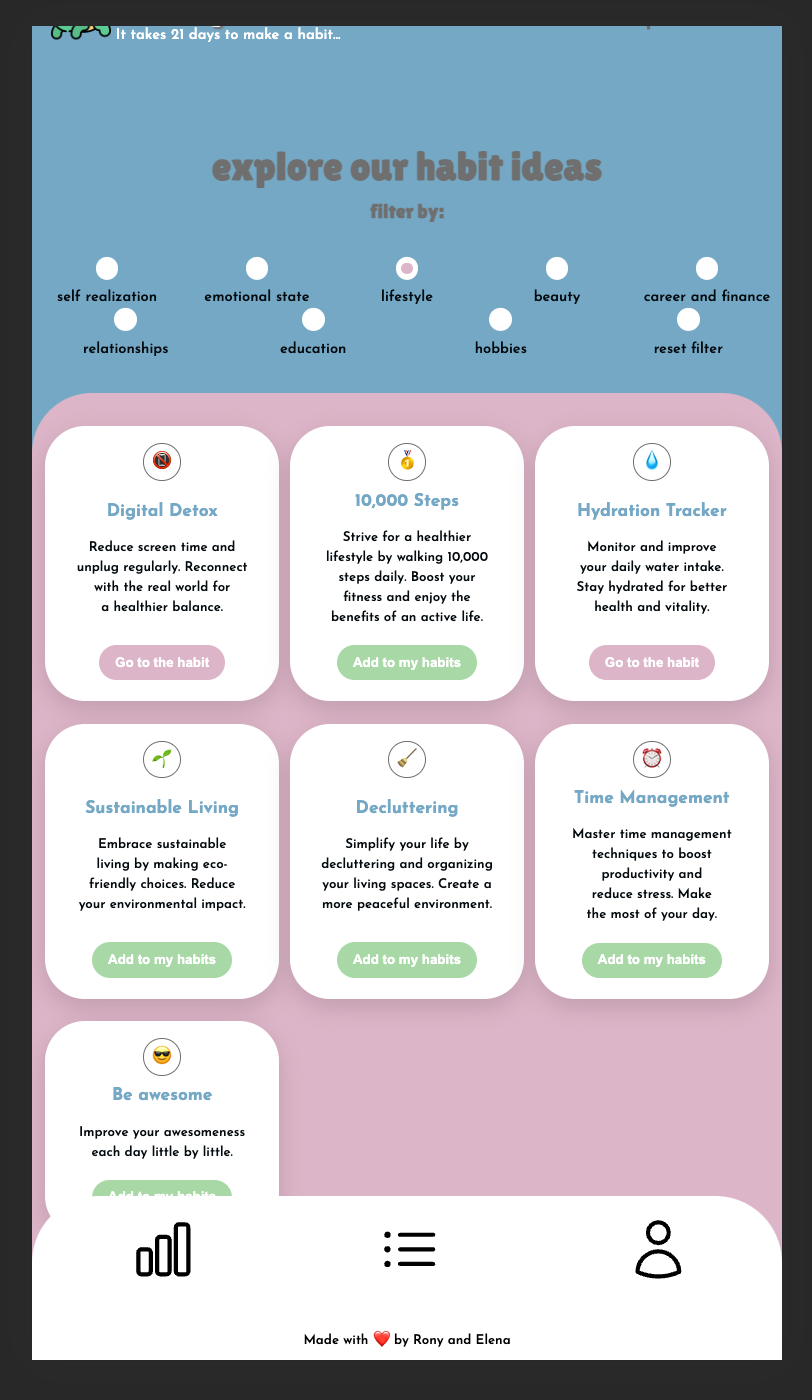 It takes 21 days to make a habit...
explore our habit ideas
filter by:
self realization
emotional state
lifestyle
beauty
career and finance
relationships
education
hobbies
reset filter
Digital Detox
Reduce screen time and
unplug regularly. Reconnect
with the real world for
a healthier balance.
Go to the habit
10,000 Steps
Strive for a healthier
lifestyle by walking 10,000
steps daily. Boost your
fitness and enjoy the
benefits of an active life.
Add to my habits
Hydration Tracker
Monitor and improve
your daily water intake.
Stay hydrated for better
health and vitality.
Go to the habit
Sustainable Living
Embrace sustainable
living by making eco-
friendly choices. Reduce
your environmental impact.
Add to my habits
Decluttering
Simplify your life by
decluttering and organizing
your living spaces. Create a
more peaceful environment.
Add to my habits
Time Management
Master time management
techniques to boost
productivity and
reduce stress. Make
the most of your day.
Add to my habits
Be awesome
Improve your awesomeness
each day little by little.
Add to my habits
Made with ❤️ by Rony and Elena